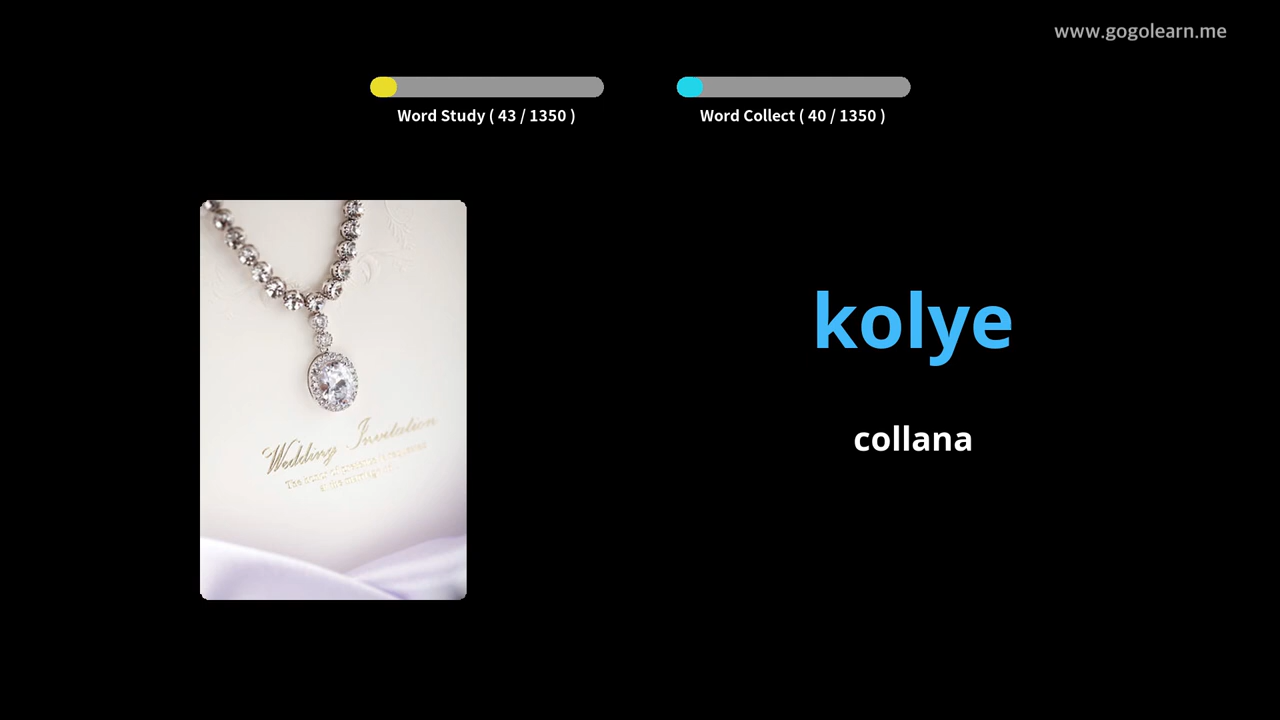 www.gogolearn.me
Word Study ( 43 / 1350 )
Word Collect ( 40 / 1350 )
kolye
collana
Wedding Invitation